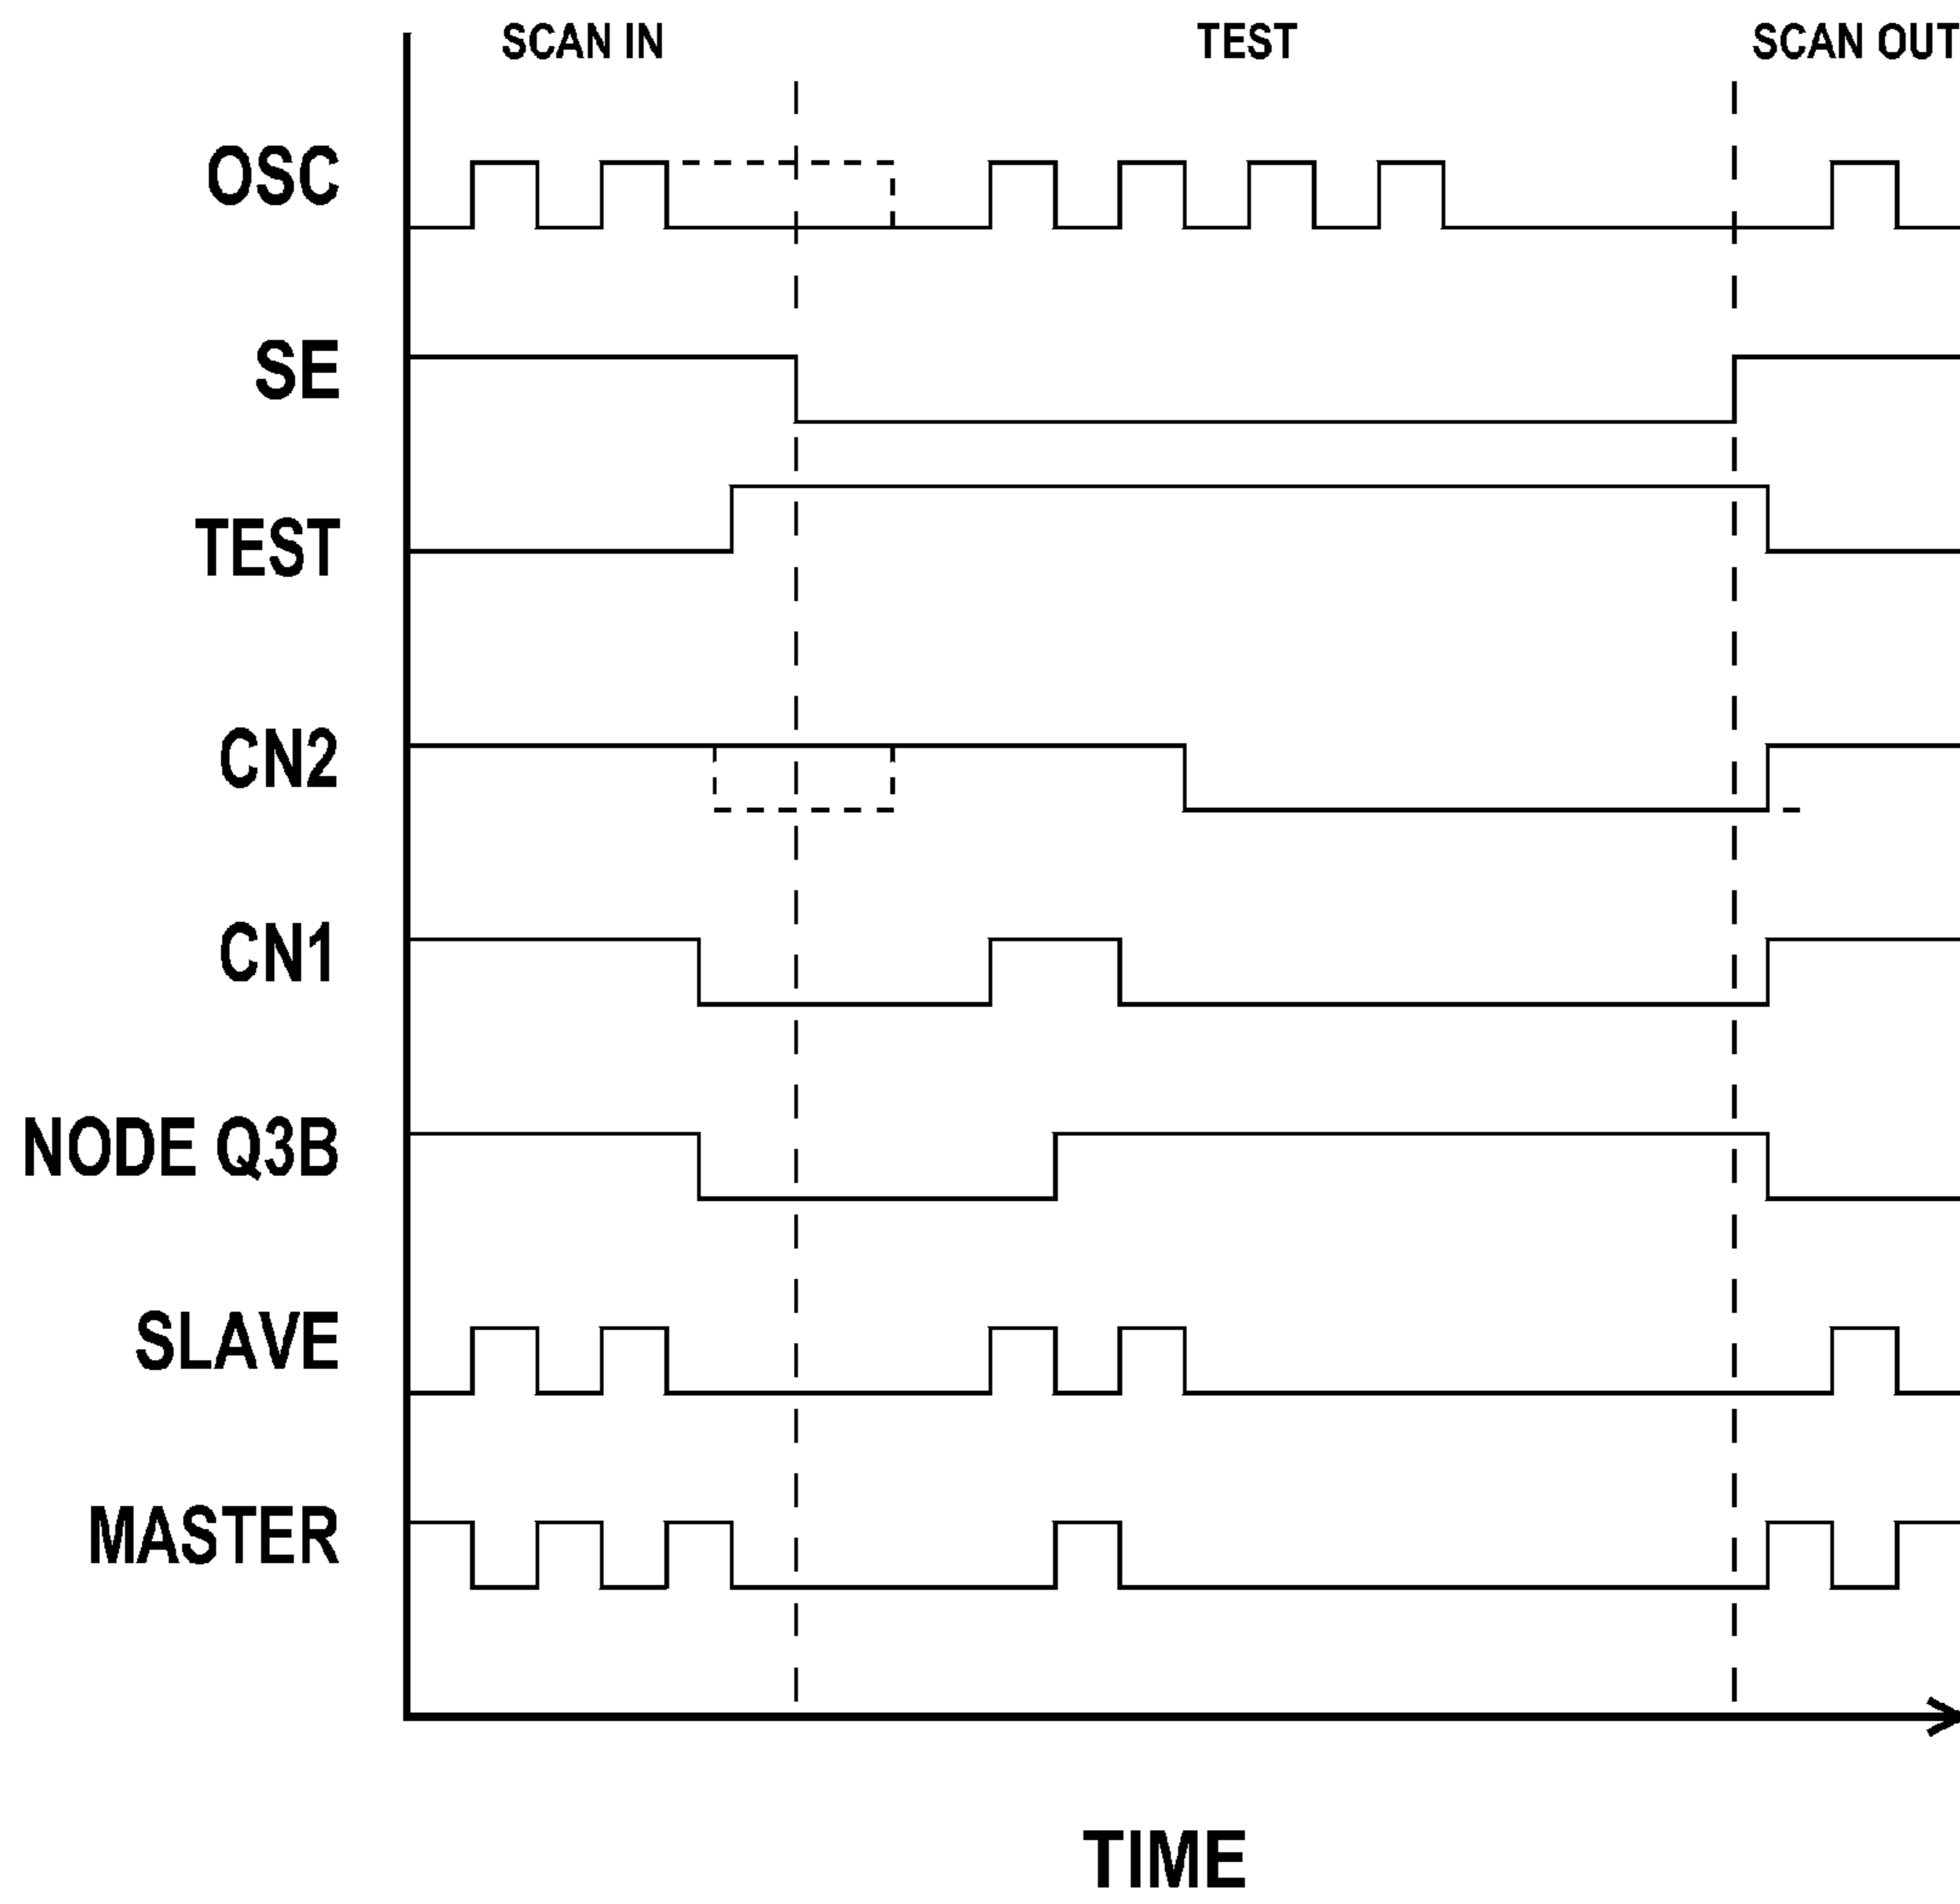 SCAN IN
TEST
SCAN OUT
OSC
SE
TEST
CN2
CN1
NODE Q3B
SLAVE
MASTER
TIME